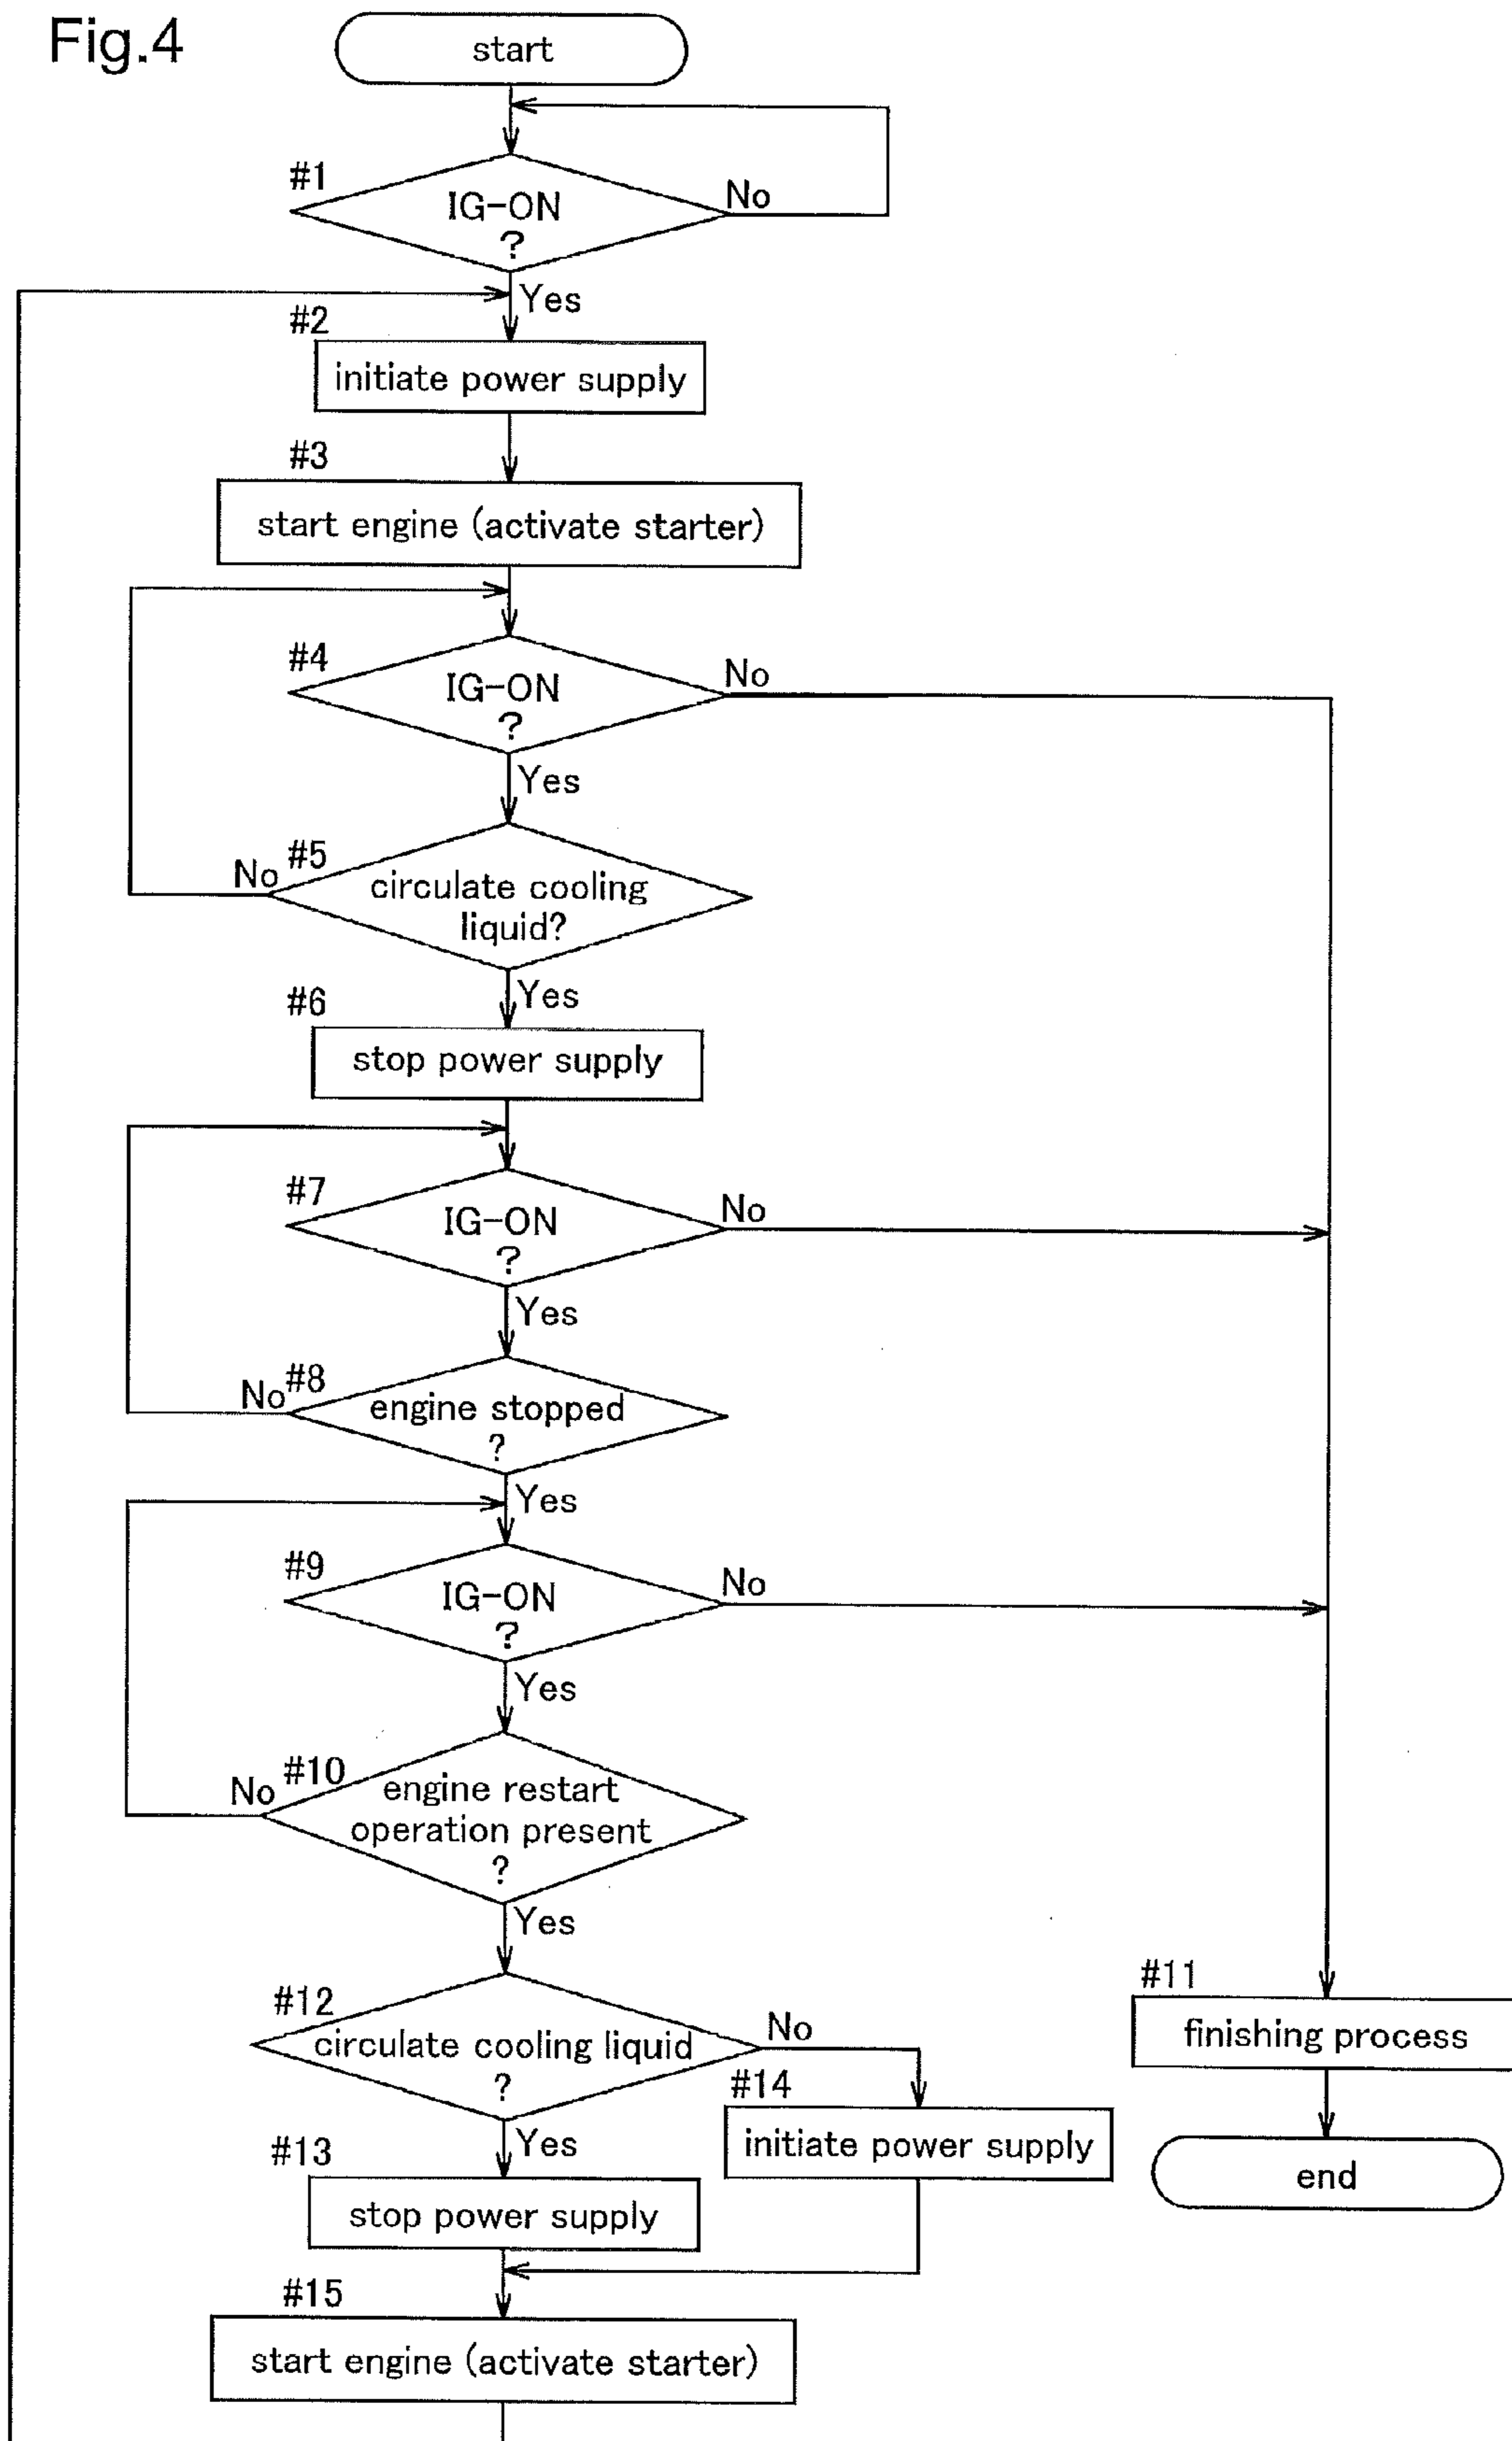 Fig.4
start
#1
IG-ON
?
No
Yes
#2
initiate power supply
#3
start engine (activate starter)
#4
IG-ON
?
No
Yes
#5
No
circulate cooling
liquid?
Yes
#6
stop power supply
#7
IG-ON
?
No
Yes
#8
No
engine stopped
?
Yes
#9
IG-ON
?
No
Yes
#10
No
engine restart
operation present
?
Yes
#11
finishing process
end
#12
circulate cooling liquid
?
No
Yes
#13
stop power supply
#14
initiate power supply
#15
start engine (activate starter)